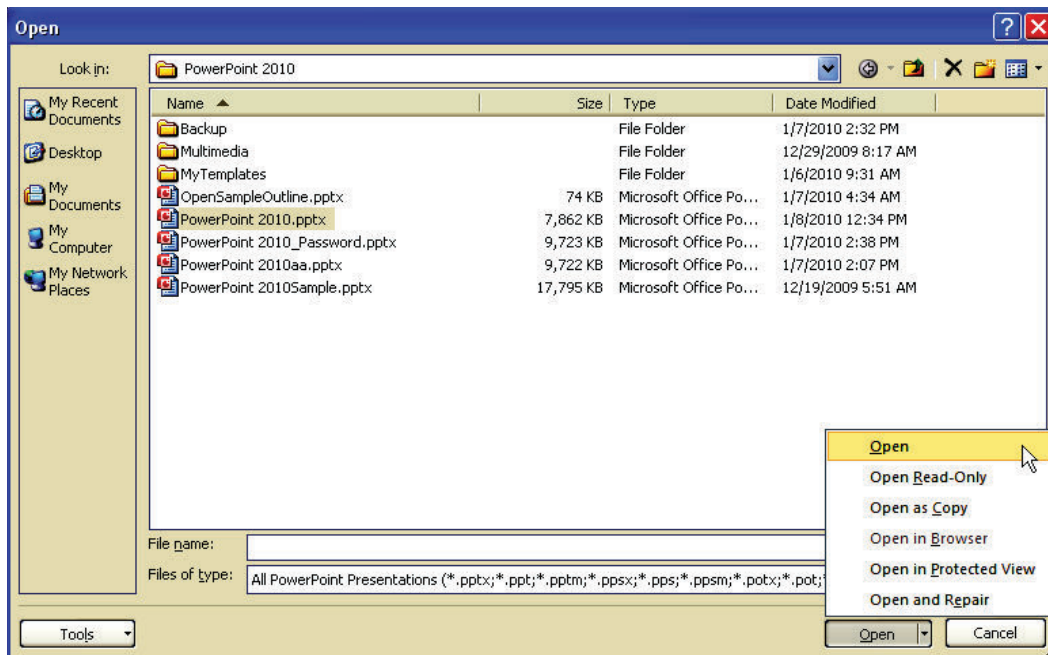 Open
Look in: PowerPoint 2010
Name Size Type Date Modified
My Recent Documents
Desktop
My Documents
My Computer
My Network Places
Backup File Folder 1/7/2010 2:32 PM
Multimedia File Folder 12/29/2009 8:17 AM
MyTemplates File Folder 1/6/2010 9:31 AM
OpenSampleOutline.pptx 74 KB Microsoft Office Po... 1/7/2010 4:34 AM
PowerPoint 2010.pptx 7,862 KB Microsoft Office Po... 1/8/2010 12:34 PM
PowerPoint 2010_Password.pptx 9,723 KB Microsoft Office Po... 1/7/2010 2:38 PM
PowerPoint 2010aa.pptx 9,722 KB Microsoft Office Po... 1/7/2010 2:07 PM
PowerPoint 2010Sample.pptx 17,795 KB Microsoft Office Po... 12/19/2009 5:51 AM
File name:
Files of type: All PowerPoint Presentations (*.pptx;*.ppt;*.pptm;*.ppsx;*.pps;*.ppsm;*.potx;*.pot;
Open
Open Read-Only
Open as Copy
Open in Browser
Open in Protected View
Open and Repair
Tools Open Cancel